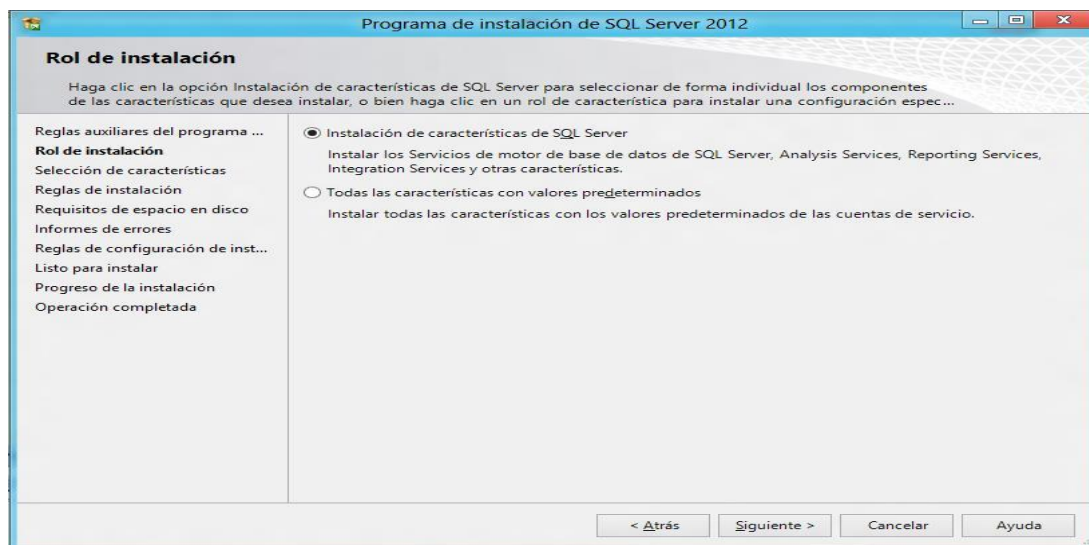 Programa de instalación de SQL Server 2012
Rol de instalación
Haga clic en la opción Instalación de características de SQL Server para seleccionar de forma individual los componentes
de las características que desea instalar, o bien haga clic en un rol de característica para instalar una configuración espec...
Reglas auxiliares del programa ...
Rol de instalación
Selección de características
Reglas de instalación
Requisitos de espacio en disco
Informes de errores
Reglas de configuración de inst...
Listo para instalar
Progreso de la instalación
Operación completada
Instalación de características de SQL Server
Instalar los Servicios de motor de base de datos de SQL Server, Analysis Services, Reporting Services,
Integration Services y otras características.
Todas las características con valores predeterminados
Instalar todas las características con los valores predeterminados de las cuentas de servicio.
< Atrás
Siguiente >
Cancelar
Ayuda